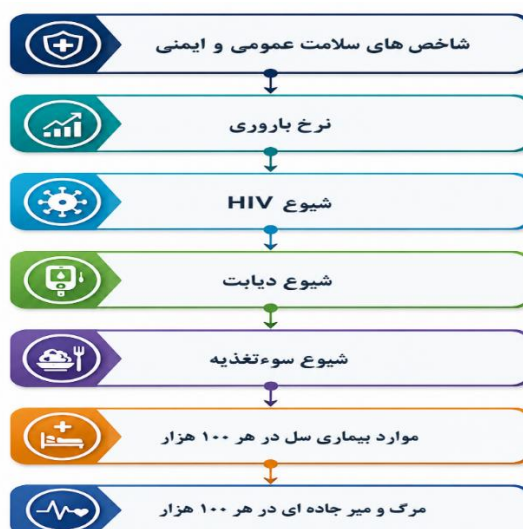 شاخص های سلامت عمومی و ایمنی
نرخ باروری
شیوع HIV
شیوع دیابت
شیوع سوءتغذیه
موارد بیماری سل در هر ۱۰۰ هزار
مرگ و میر جاده ای در هر ۱۰۰ هزار